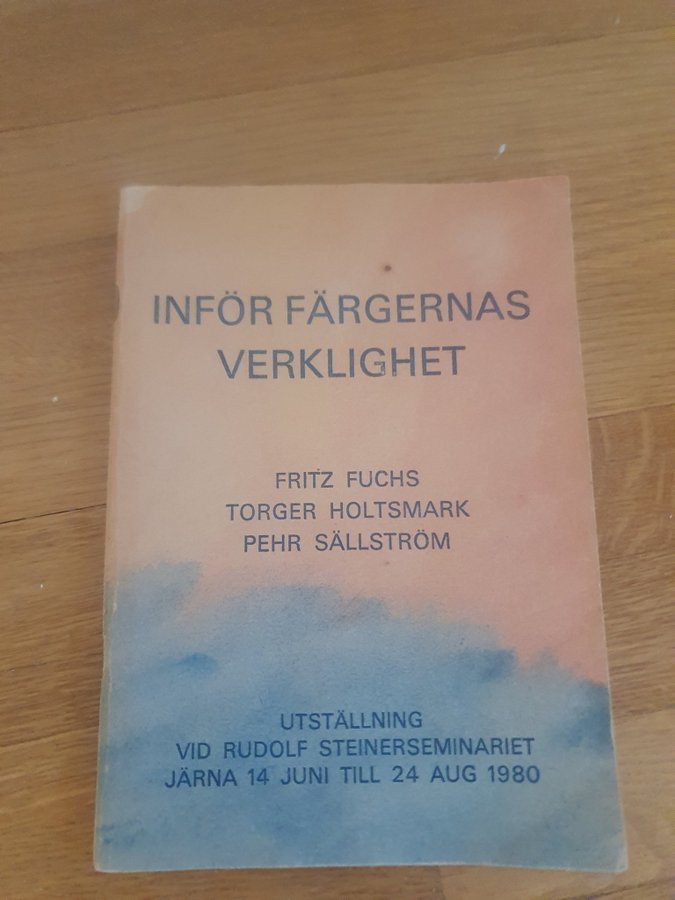 INFÖR FÄRGERNAS
VERKLIGHET
FRITZ FUCHS
TORGER HOLTSMARK
PEHR SÄLLSTRÖM
UTSTÄLLNING
VID RUDOLF STEINERSEMINARIET
JÄRNA 14 JUNI TILL 24 AUG 1980